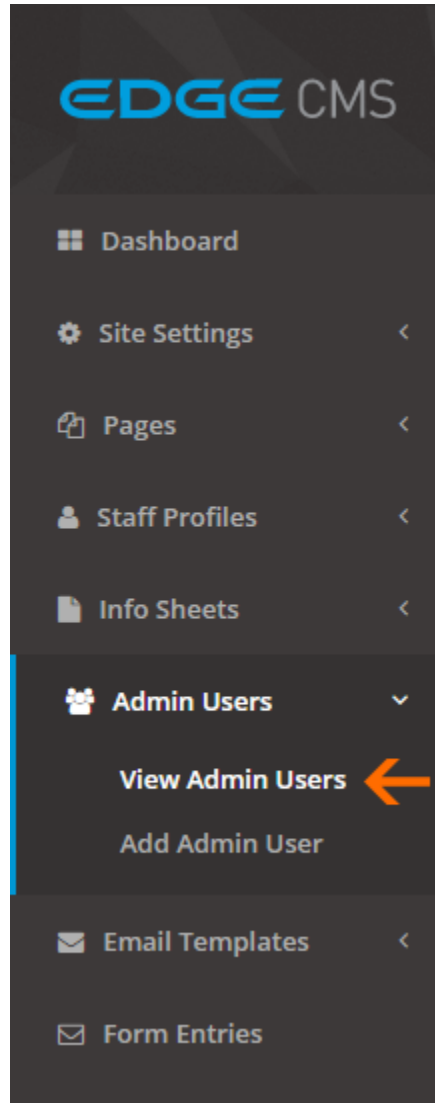 EDGE CMS
Dashboard
Site Settings
Pages
Staff Profiles
Info Sheets
Admin Users
View Admin Users
Add Admin User
Email Templates
Form Entries